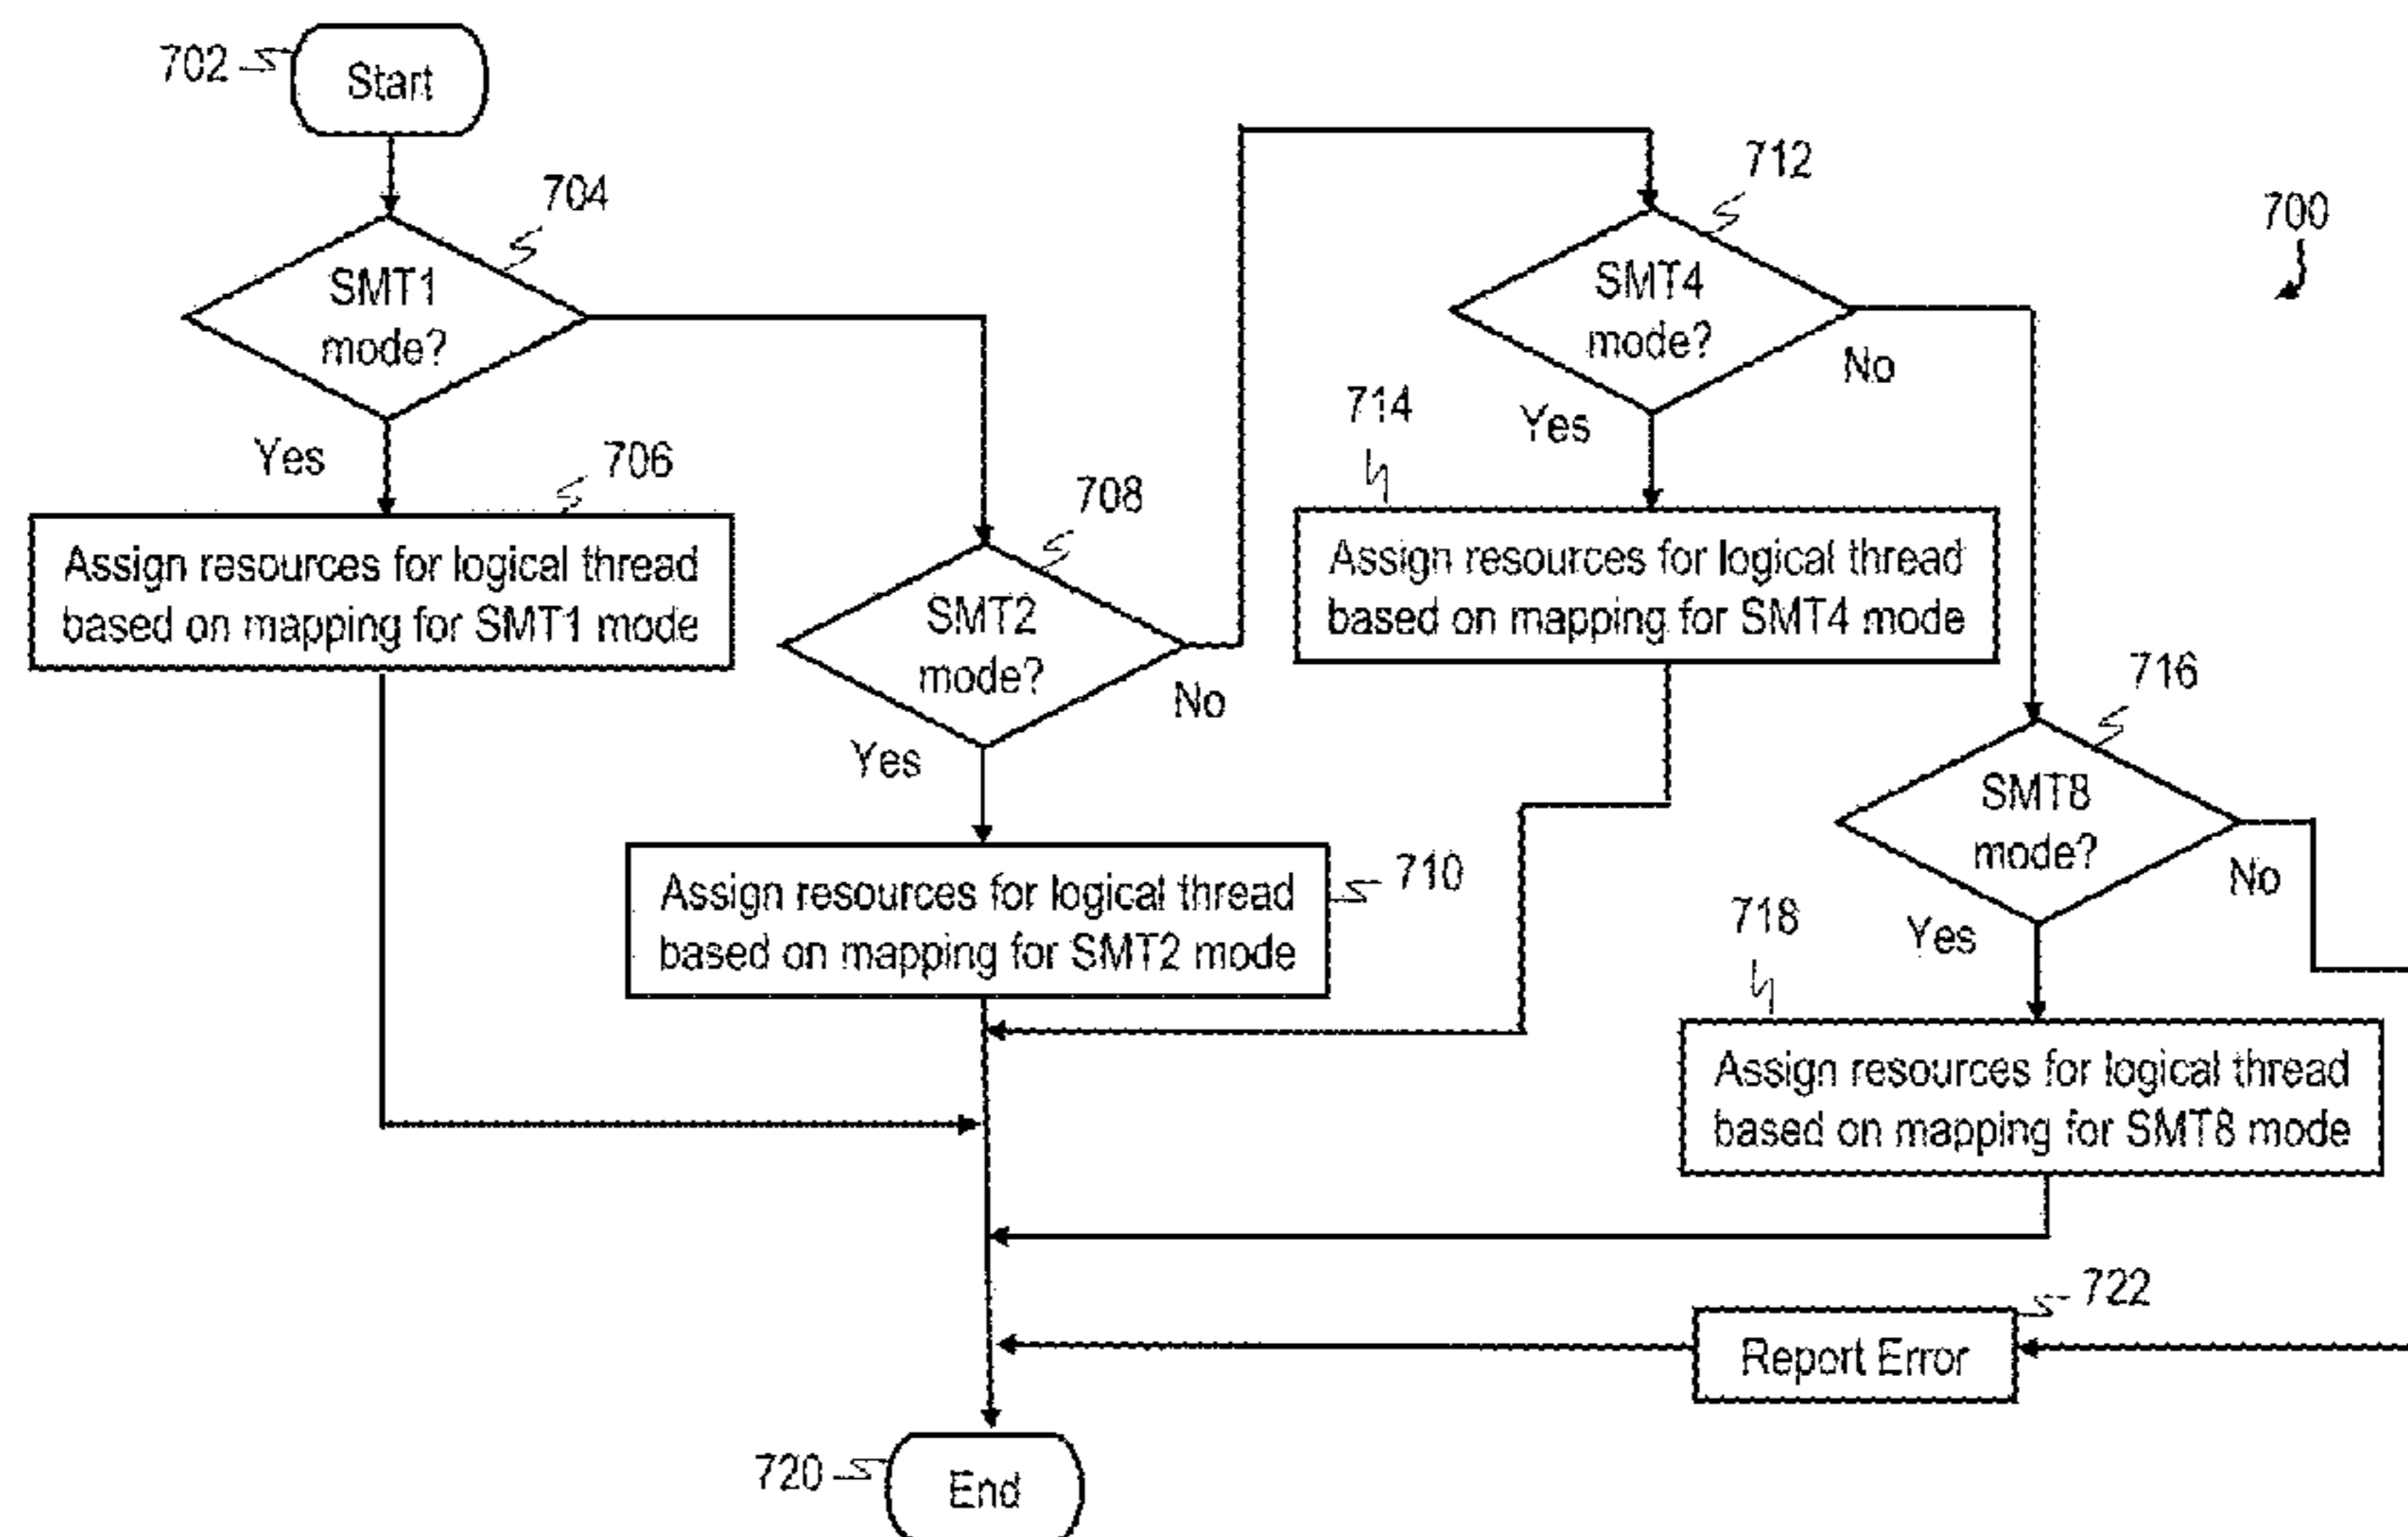 702
Start
704
SMT1
mode?
Yes
706
Assign resources for logical thread
based on mapping for SMT1 mode
708
SMT2
mode?
No
Yes
710
Assign resources for logical thread
based on mapping for SMT2 mode
712
700
SMT4
mode?
No
Yes
714
Assign resources for logical thread
based on mapping for SMT4 mode
716
SMT8
mode?
No
Yes
718
Assign resources for logical thread
based on mapping for SMT8 mode
722
Report Error
720
End